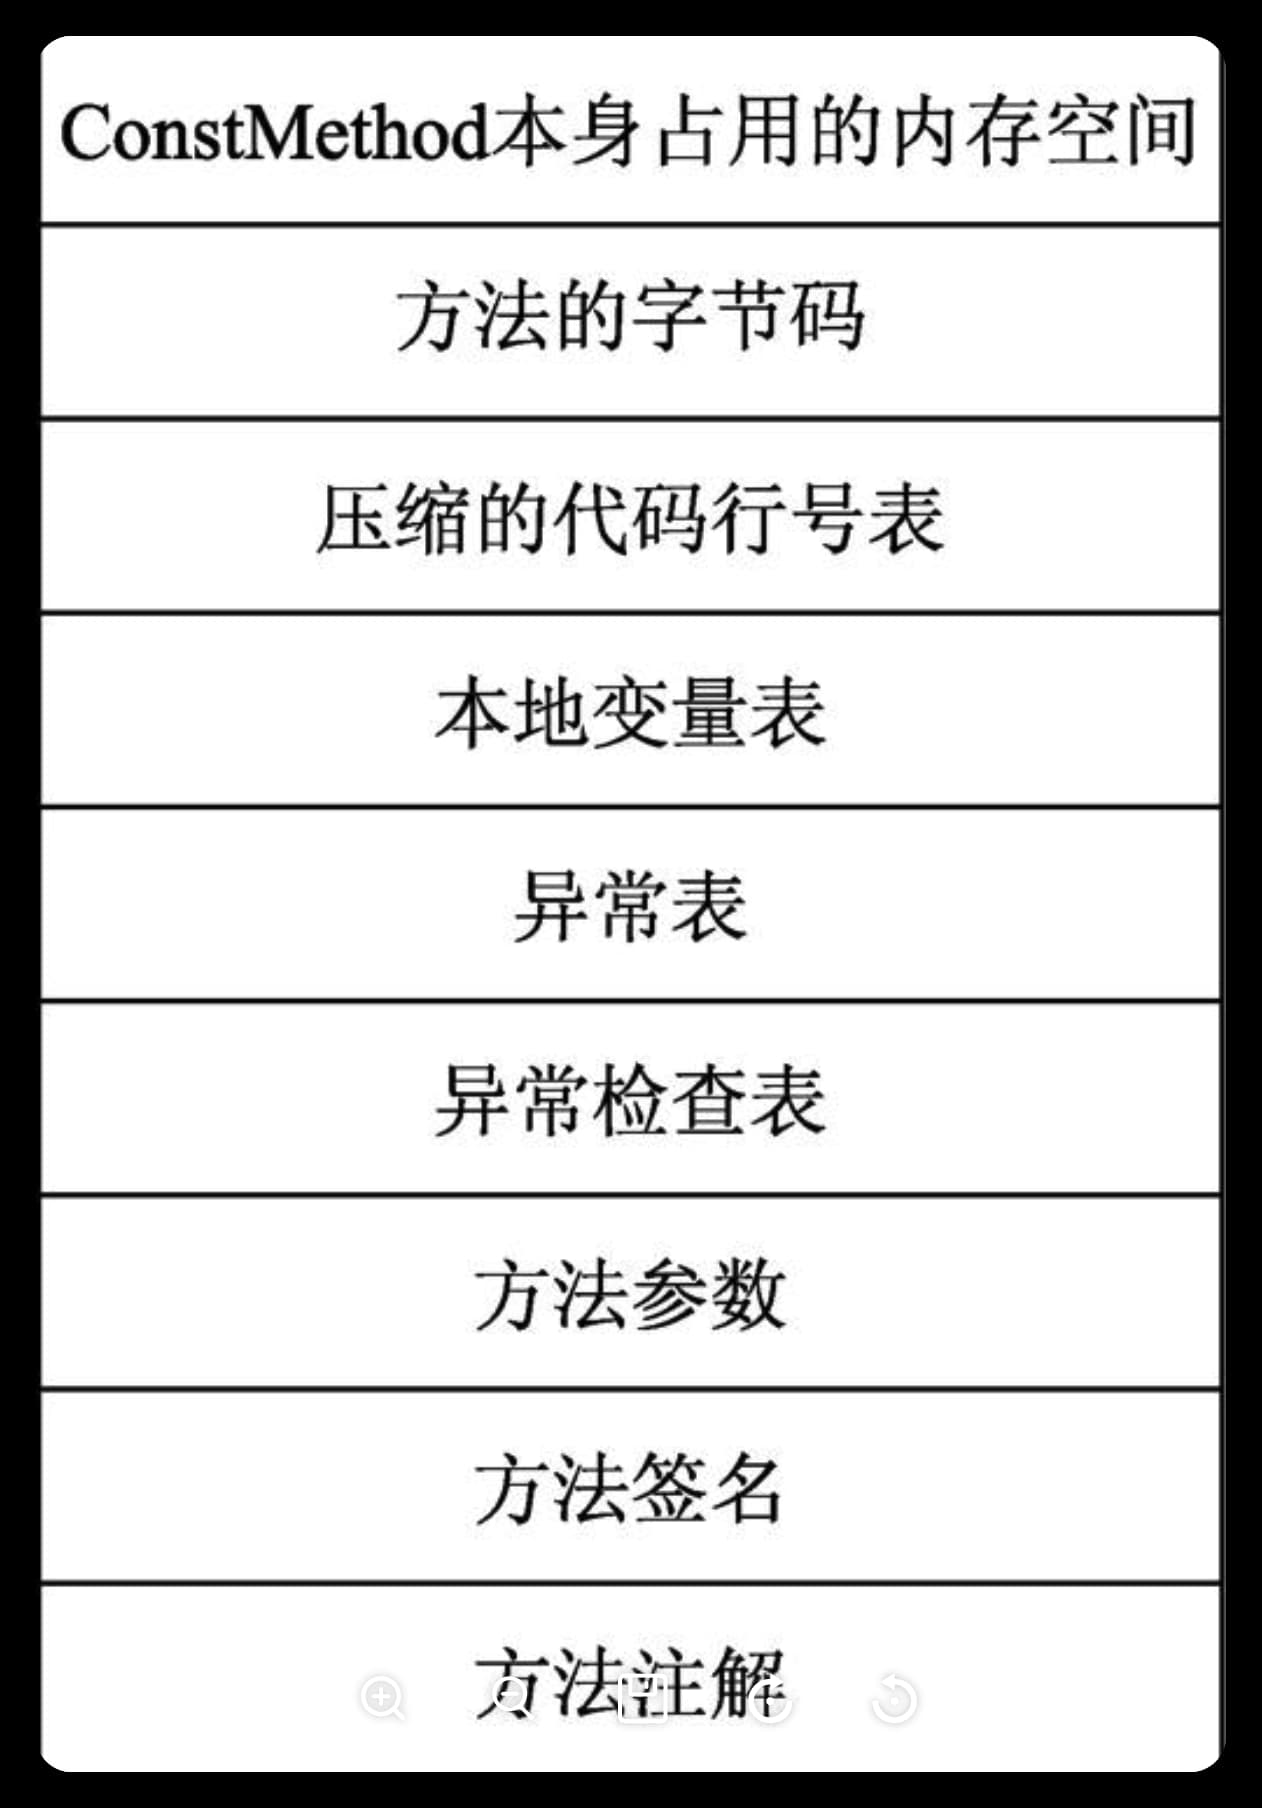 ConstMethod本身占用的内存空间
方法的字节码
压缩的代码行号表
本地变量表
异常表
异常检查表
方法参数
方法签名
方法注解